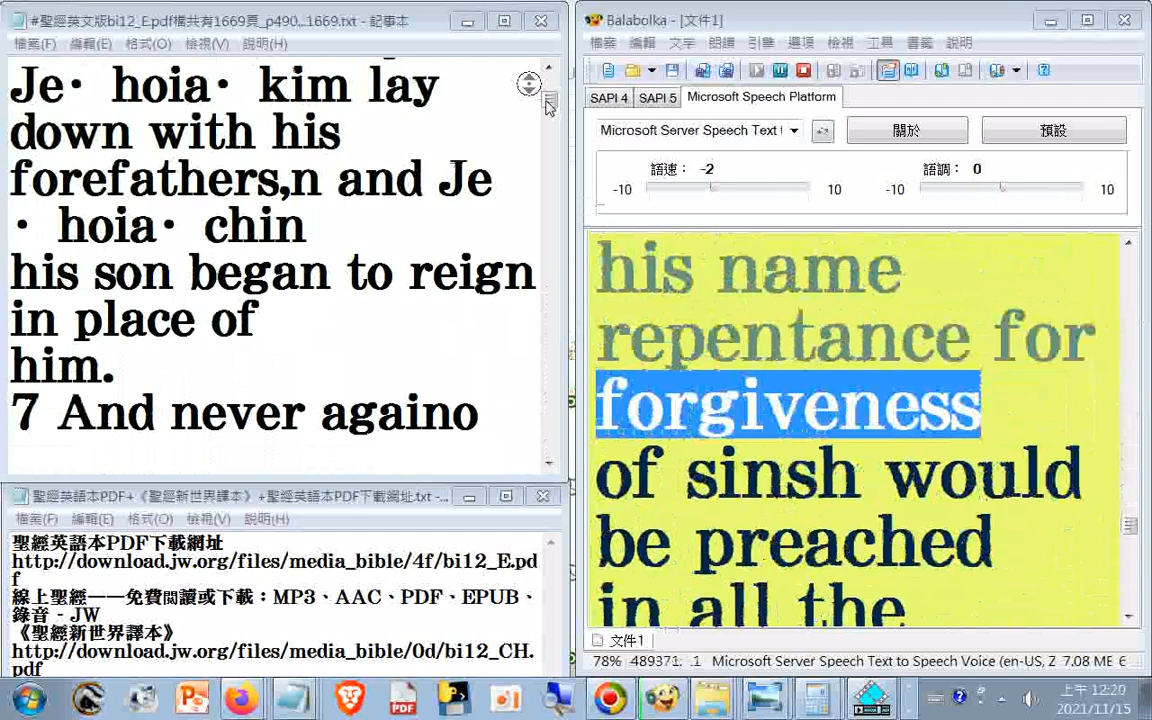 #聖經英文版bi12_E.pdf檔共有1669頁_p490,..1669.txt - 記事本
檔案(F) 編輯(E) 格式(O) 檢視(V) 說明(H)
Je· hoia· kim lay
down with his
forefathers,n and Je
· hoia· chin
his son began to reign
in place of
him.
7 And never againo
聖經英語本PDF+《聖經新世界譯本》+聖經英語本PDF下載網址.txt -...
檔案(F) 編輯(E) 格式(O) 檢視(V) 說明(H)
聖經英語本PDF下載網址
http://download.jw.org/files/media_bible/4f/bi12_E.pd
f
線上聖經——免費閱讀或下載：MP3、AAC、PDF、EPUB、
錄音 - JW
《聖經新世界譯本》
http://download.jw.org/files/media_bible/0d/bi12_CH.
pdf
Balabolka - [文件1]
檔案 編輯 文字 朗讀 引擎 選項 檢視 工具 書籤 說明
SAPI 4 SAPI 5 Microsoft Speech Platform
Microsoft Server Speech Text 關於 預設
語速： -2 語調： 0
-10 10 -10 10
his name
repentance for
forgiveness
of sinsh would
be preached
in all the
文件1
78% 489371. .1 Microsoft Server Speech Text to Speech Voice (en-US, Z 7.08 MB 6
PDF
上午 12:20
2021/11/15